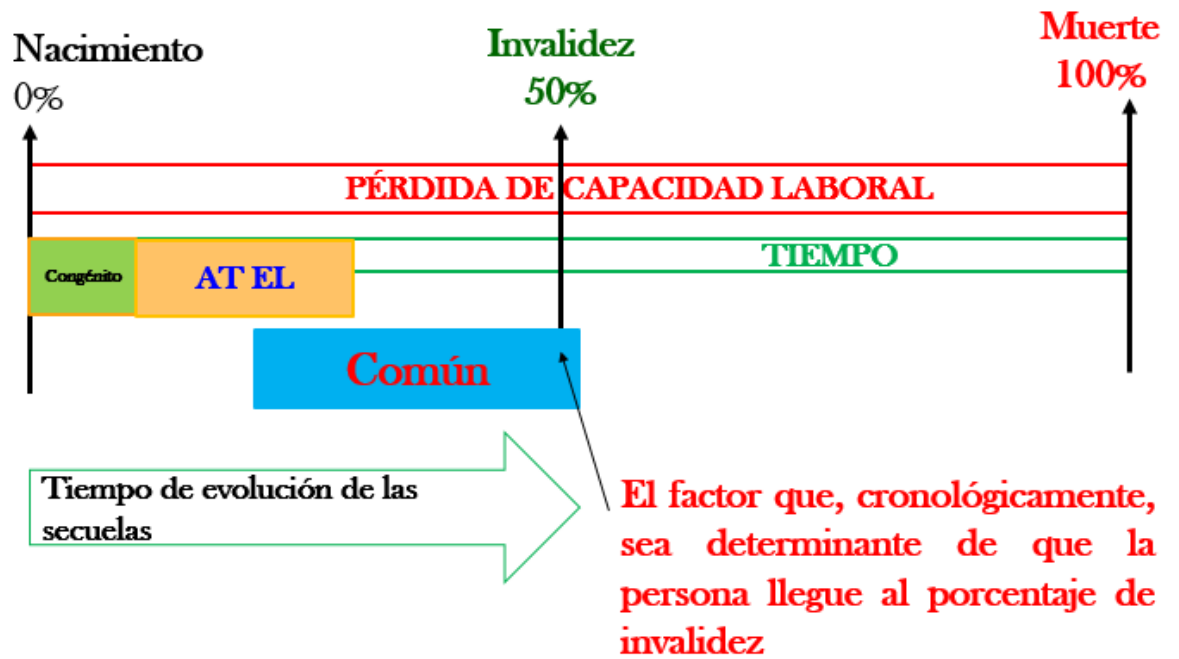 Nacimiento
0%
Invalidez
50%
Muerte
100%
PÉRDIDA DE CAPACIDAD LABORAL
TIEMPO
Congénito
AT EL
Común
Tiempo de evolución de las
secuelas
El factor que, cronológicamente,
sea determinante de que la
persona llegue al porcentaje de
invalidez